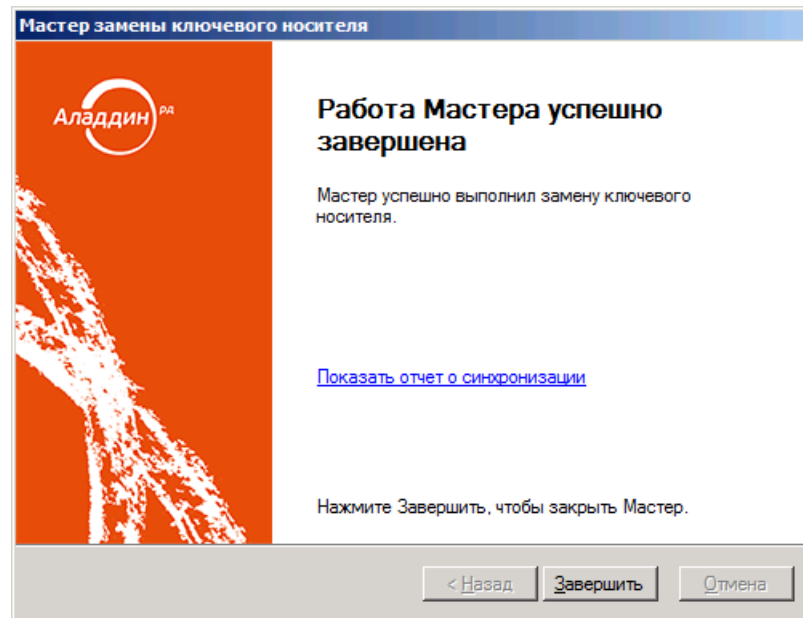 Мастер замены ключевого носителя
Аладдин РД
Работа Мастера успешно
завершена
Мастер успешно выполнил замену ключевого
носителя.
Показать отчет о синхронизации
Нажмите Завершить, чтобы закрыть Мастер.
< Назад Завершить Отмена